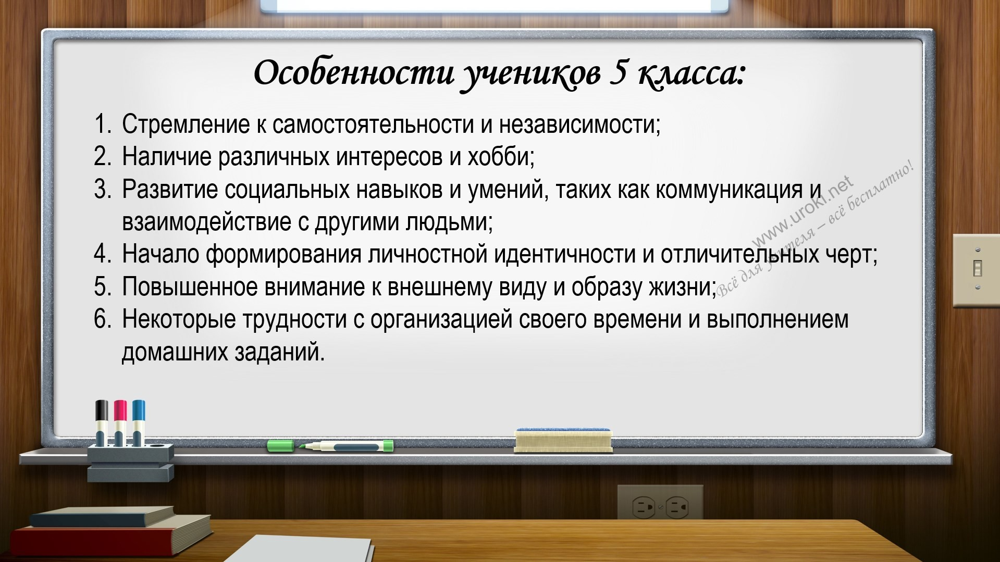 Особенности учеников 5 класса:
1. Стремление к самостоятельности и независимости;
2. Наличие различных интересов и хобби;
3. Развитие социальных навыков и умений, таких как коммуникация и
взаимодействие с другими людьми;
4. Начало формирования личностной идентичности и отличительных черт;
5. Повышенное внимание к внешнему виду и образу жизни;
6. Некоторые трудности с организацией своего времени и выполнением
домашних заданий.
www.uroki.net
Всё для учителя – всё бесплатно!